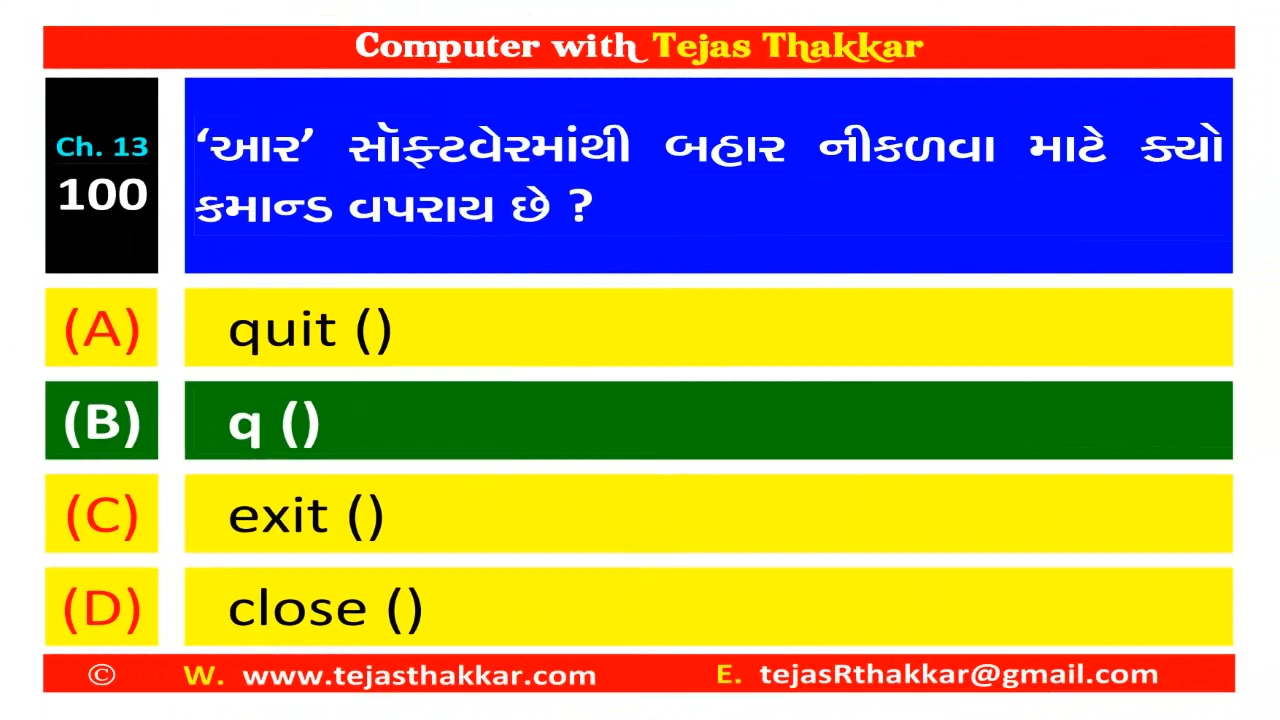 Computer with Tejas Thakkar
Ch. 13
100
‘આર’ સૉફ્ટવેરમાંથી બહાર નીકળવા માટે ક્યો
કમાન્ડ વપરાય છે ?
(A) quit ()
(B) q ()
(C) exit ()
(D) close ()
© W. www.tejasthakkar.com E. tejasRthakkar@gmail.com